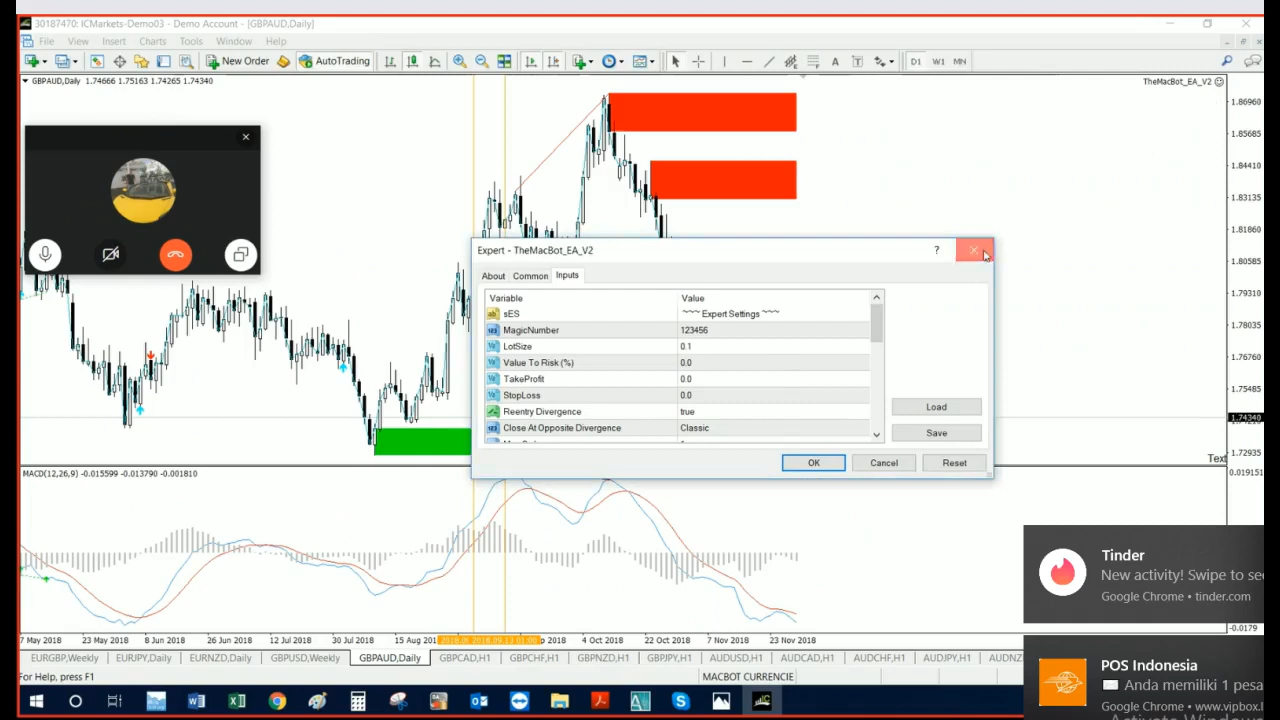 30187470: ICMarkets-Demo03 - Demo Account - [GBPAUD,Daily]
File View Insert Charts Tools Window Help
New Order AutoTrading A T D1 W1 MN
GBPAUD,Daily 1.74666 1.75163 1.74265 1.74340
TheMacBot_EA_V2
1.86960
1.85685
1.84410
1.83135
1.81860
1.80585
1.79310
1.78035
1.76760
1.75485
1.74340
1.72935
Text
Expert - TheMacBot_EA_V2
?
About Common Inputs
Variable Value
sES ~~~ Expert Settings ~~~
MagicNumber 123456
LotSize 0.1
Value To Risk (%) 0.0
TakeProfit 0.0
StopLoss 0.0
Reentry Divergence true
Close At Opposite Divergence Classic
Load
Save
OK Cancel Reset
MACD(12,26,9) -0.015599 -0.013790 -0.001810
0.019151
-0.0179
7 May 2018 23 May 2018 8 Jun 2018 26 Jun 2018 12 Jul 2018 30 Jul 2018 15 Aug 201 p 2018 4 Oct 2018 22 Oct 2018 7 Nov 2018 23 Nov 2018
EURGBP,Weekly EURJPY,Daily EURNZD,Daily GBPUSD,Weekly GBPAUD,Daily GBPCAD,H1 GBPCHF,H1 GBPNZD,H1 GBPJPY,H1 AUDUSD,H1 AUDCAD,H1 AUDCHF,H1 AUDJPY,H1 AUDNZ
For Help, press F1
MACBOT CURRENCIE
Tinder
New activity! Swipe to see
Google Chrome • tinder.com
POS Indonesia
Anda memiliki 1 pesa
Google Chrome • www.vipbox.l